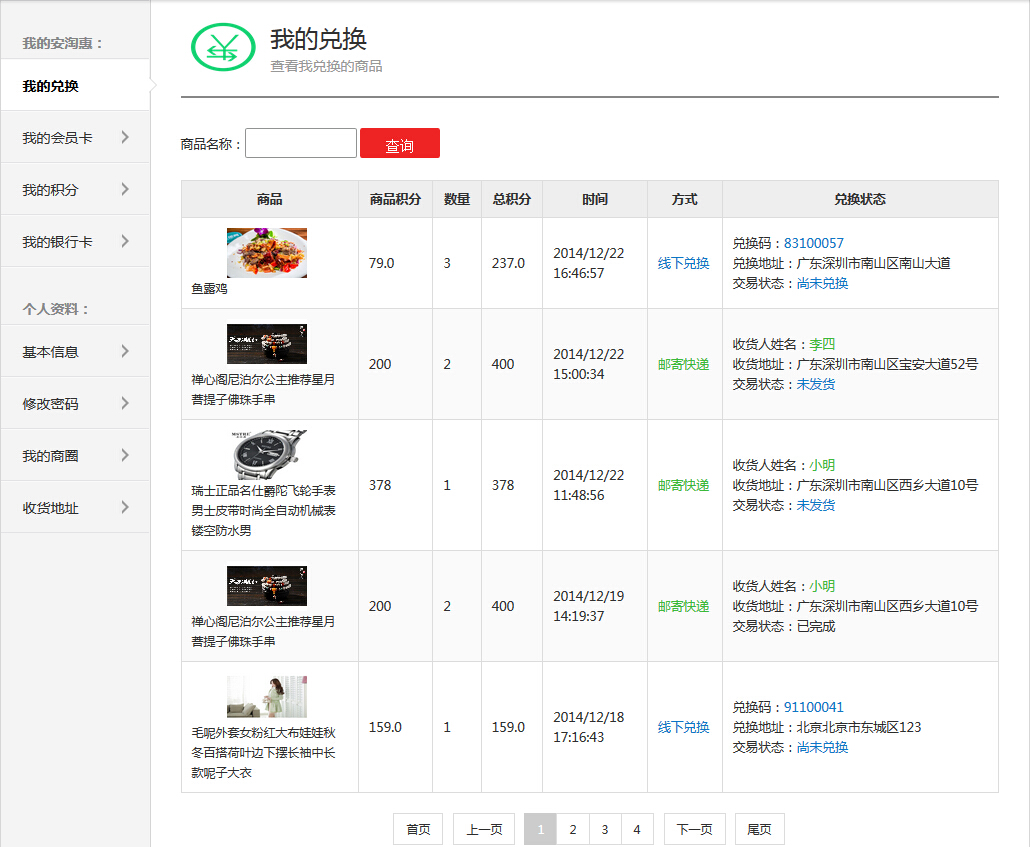 我的安淘惠：
我的兑换
我的会员卡
我的积分
我的银行卡
个人资料：
基本信息
修改密码
我的商圈
收货地址
我的兑换
查看我兑换的商品
商品名称： 查询
商品 商品积分 数量 总积分 时间 方式 兑换状态
鱼露鸡
79.0
3
237.0
2014/12/22
16:46:57
线下兑换
兑换码：83100057
兑换地址：广东深圳市南山区南山大道
交易状态：尚未兑换
禅心阁尼泊尔公主推荐星月
菩提子佛珠手串
200
2
400
2014/12/22
15:00:34
邮寄快递
收货人姓名：李四
收货地址：广东深圳市南山区宝安大道52号
交易状态：未发货
瑞士正品名仕爵陀飞轮手表
男士皮带时尚全自动机械表
镂空防水男
378
1
378
2014/12/22
11:48:56
邮寄快递
收货人姓名：小明
收货地址：广东深圳市南山区西乡大道10号
交易状态：未发货
禅心阁尼泊尔公主推荐星月
菩提子佛珠手串
200
2
400
2014/12/19
14:19:37
邮寄快递
收货人姓名：小明
收货地址：广东深圳市南山区西乡大道10号
交易状态：已完成
毛呢外套女粉红大布娃娃秋
冬百搭荷叶边下摆长袖中长
款呢子大衣
159.0
1
159.0
2014/12/18
17:16:43
线下兑换
兑换码：91100041
兑换地址：北京北京市东城区123
交易状态：尚未兑换
首页 上一页 1 2 3 4 下一页 尾页